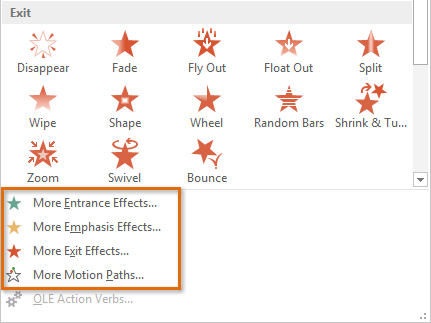 Exit
Disappear Fade Fly Out Float Out Split
Wipe Shape Wheel Random Bars Shrink & Tu...
Zoom Swivel Bounce
More Entrance Effects...
More Emphasis Effects...
More Exit Effects...
More Motion Paths...
OLE Action Verbs...